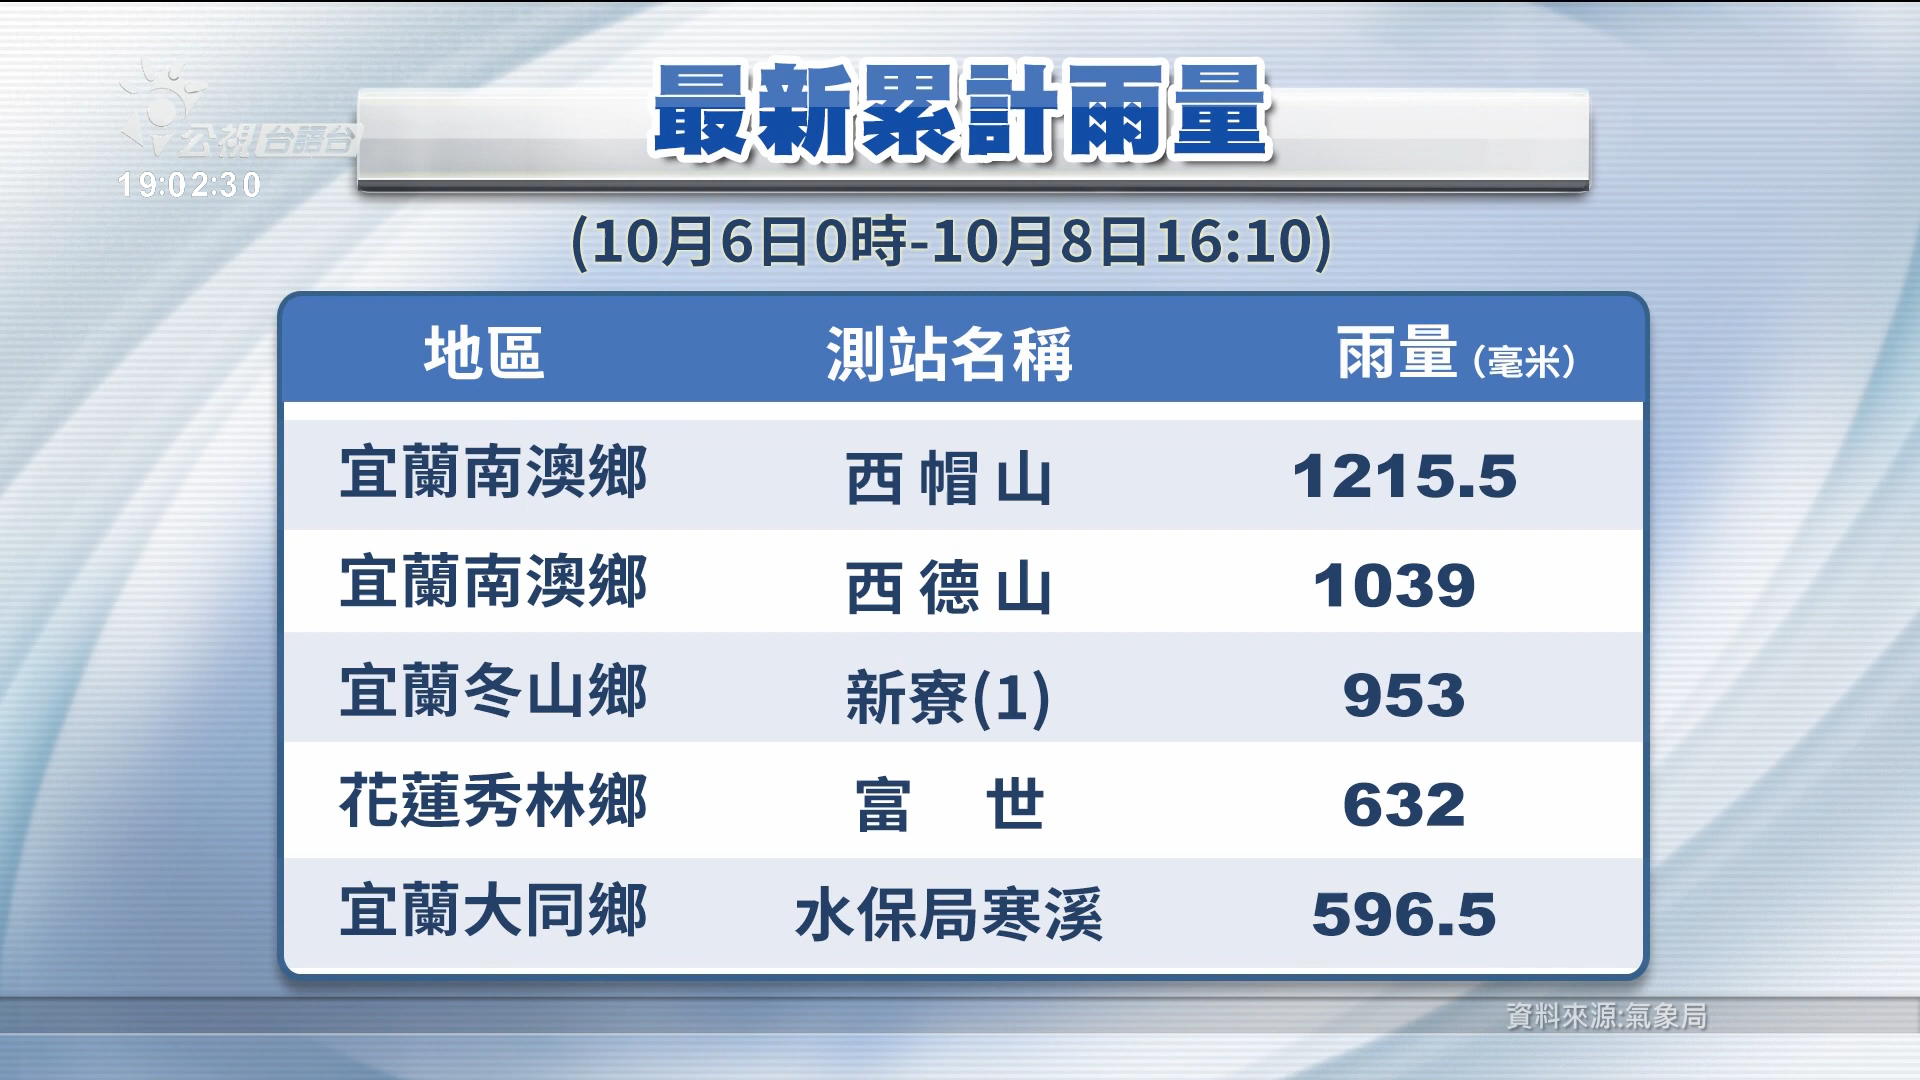 最新累計雨量
公視台語台
19:02:30
(10月6日0時-10月8日16:10)
地區 測站名稱 雨量(毫米)
宜蘭南澳鄉 西帽山 1215.5
宜蘭南澳鄉 西德山 1039
宜蘭冬山鄉 新寮(1) 953
花蓮秀林鄉 富世 632
宜蘭大同鄉 水保局寒溪 596.5
資料來源:氣象局